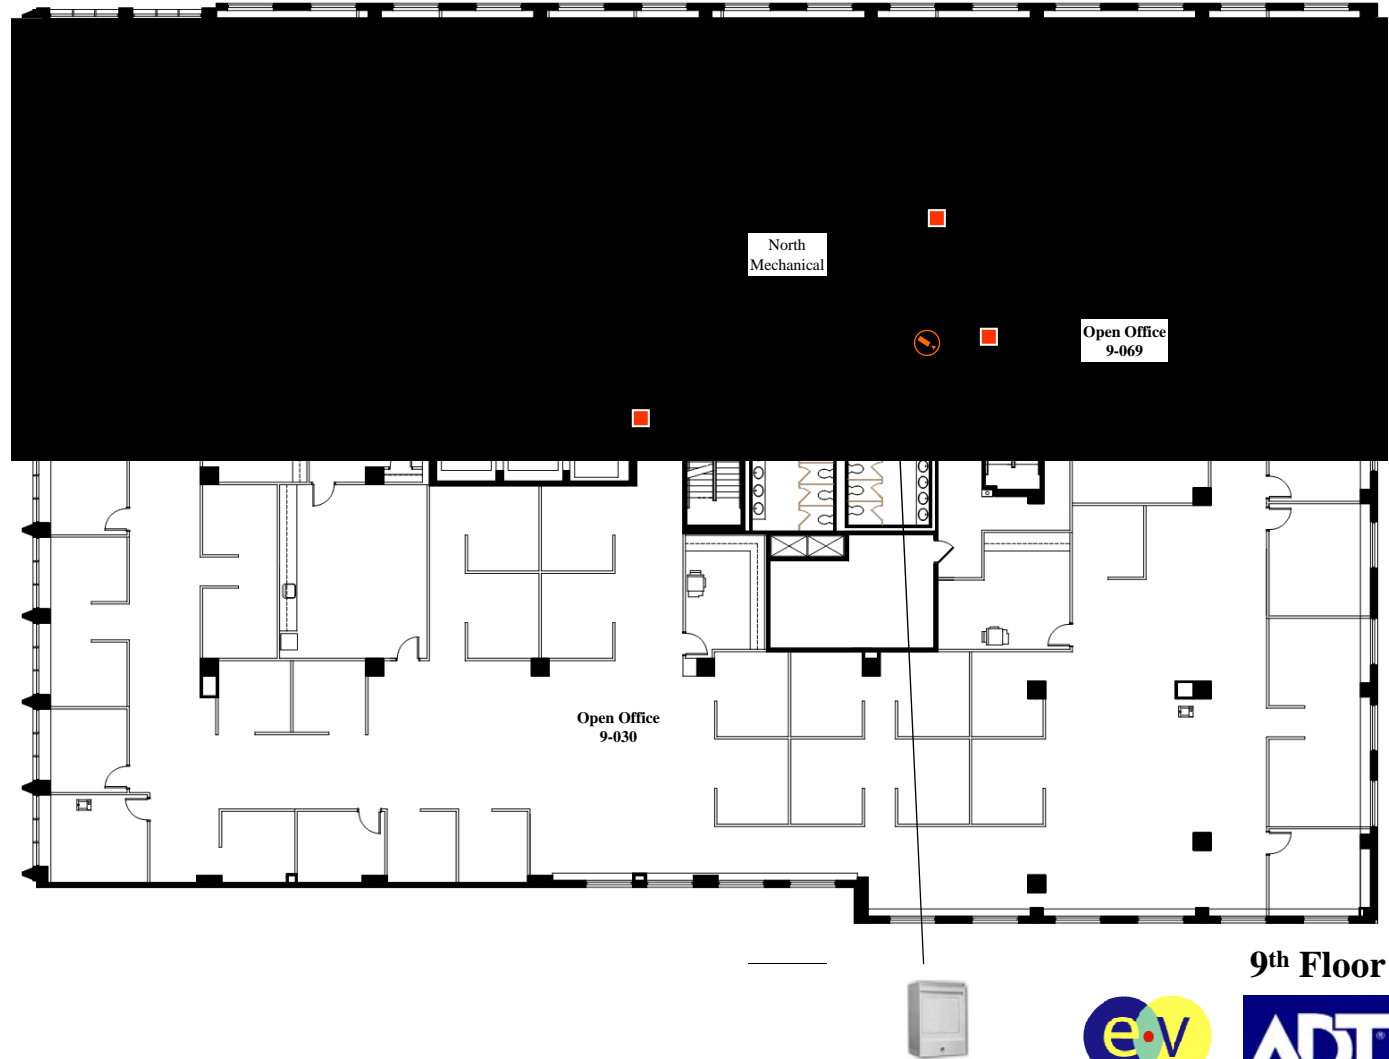 North
Mechanical
Open Office
9-069
Open Office
9-030
9th Floor
e·v
ADT®